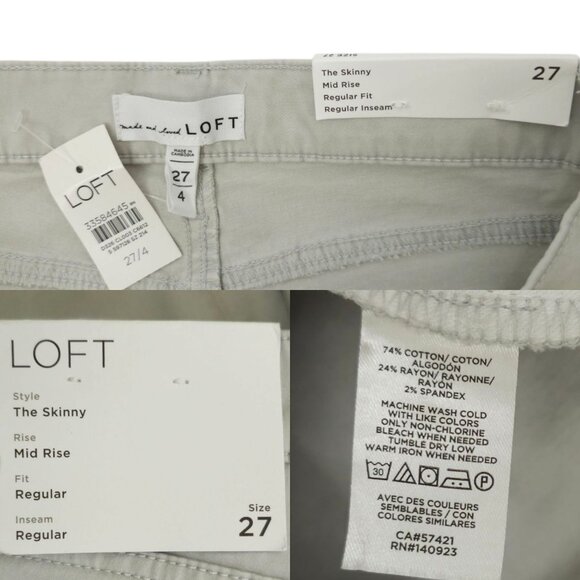 The Skinny
Mid Rise
Regular Fit
Regular Inseam
27
made and loved LOFT
MADE IN
CAMBODIA
27
4
LOFT
33584645
27/4
LOFT
Style
The Skinny
Rise
Mid Rise
Fit
Regular
Inseam
Regular
Size
27
74% COTTON/ COTON/
ALGODÓN
24% RAYON/ RAYONNE/
RAYÓN
2% SPANDEX
MACHINE WASH COLD
WITH LIKE COLORS
ONLY NON-CHLORINE
BLEACH WHEN NEEDED
TUMBLE DRY LOW
WARM IRON WHEN NEEDED
30
P
AVEC DES COULEURS
SEMBLABLES / CON
COLORES SIMILARES
CA#57421
RN#140923